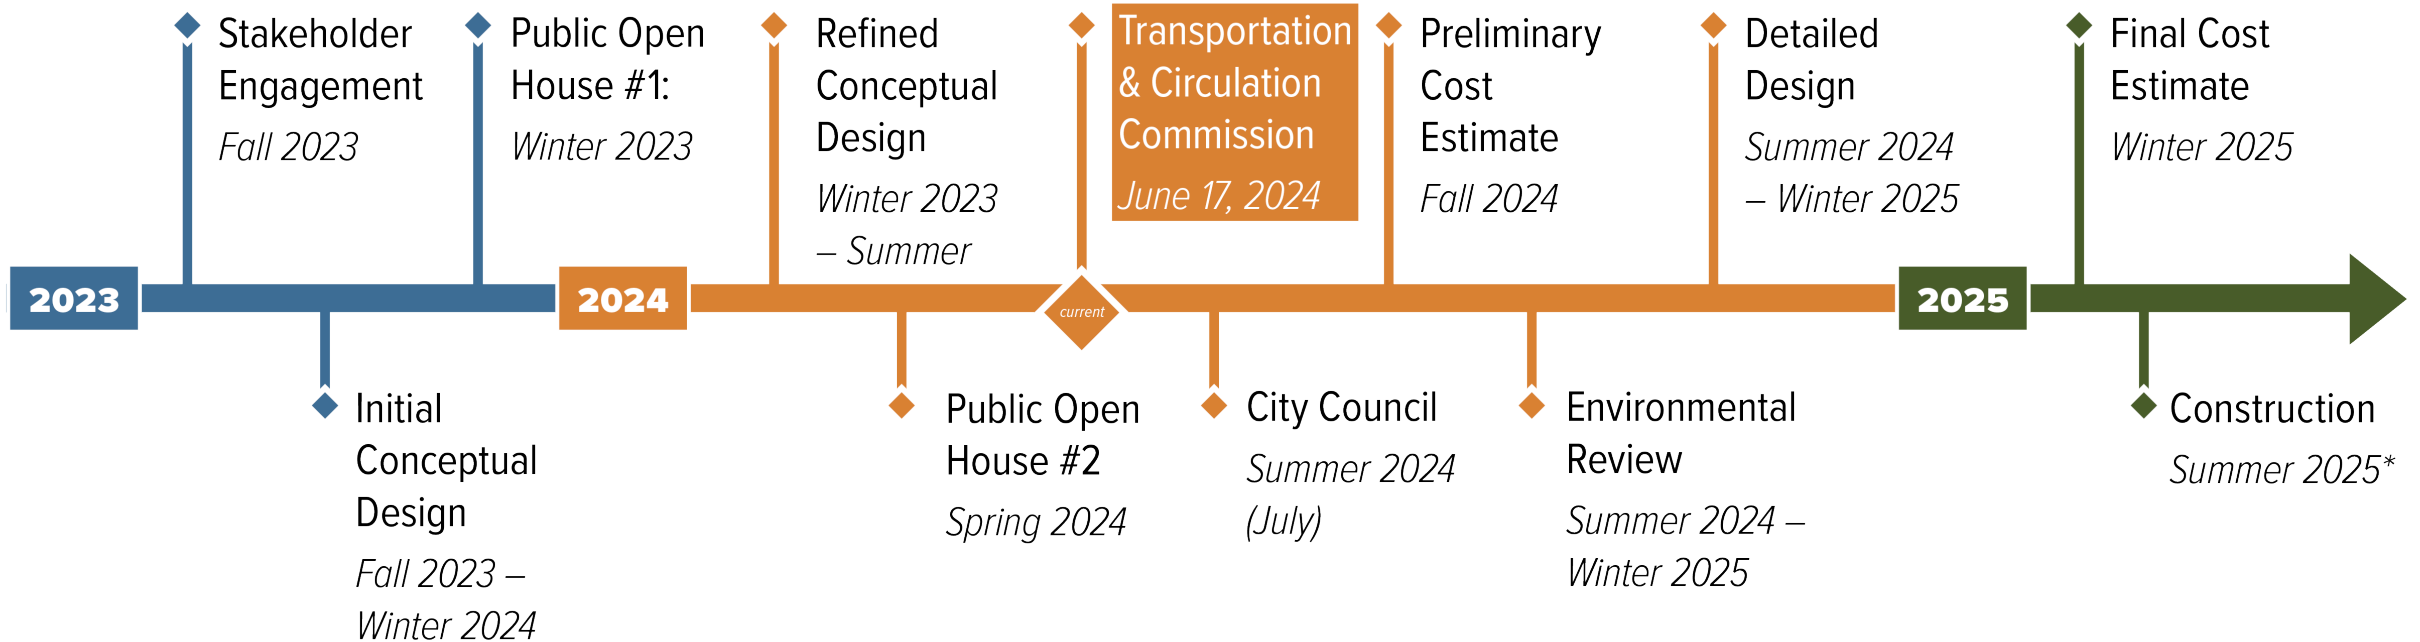 Stakeholder
Engagement
Fall 2023
Public Open
House #1:
Winter 2023
Refined
Conceptual
Design
Winter 2023
– Summer
Transportation
& Circulation
Commission
June 17, 2024
Preliminary
Cost
Estimate
Fall 2024
Detailed
Design
Summer 2024
– Winter 2025
Final Cost
Estimate
Winter 2025
2023
2024
current
2025
Initial
Conceptual
Design
Fall 2023 –
Winter 2024
Public Open
House #2
Spring 2024
City Council
Summer 2024
(July)
Environmental
Review
Summer 2024 –
Winter 2025
Construction
Summer 2025*